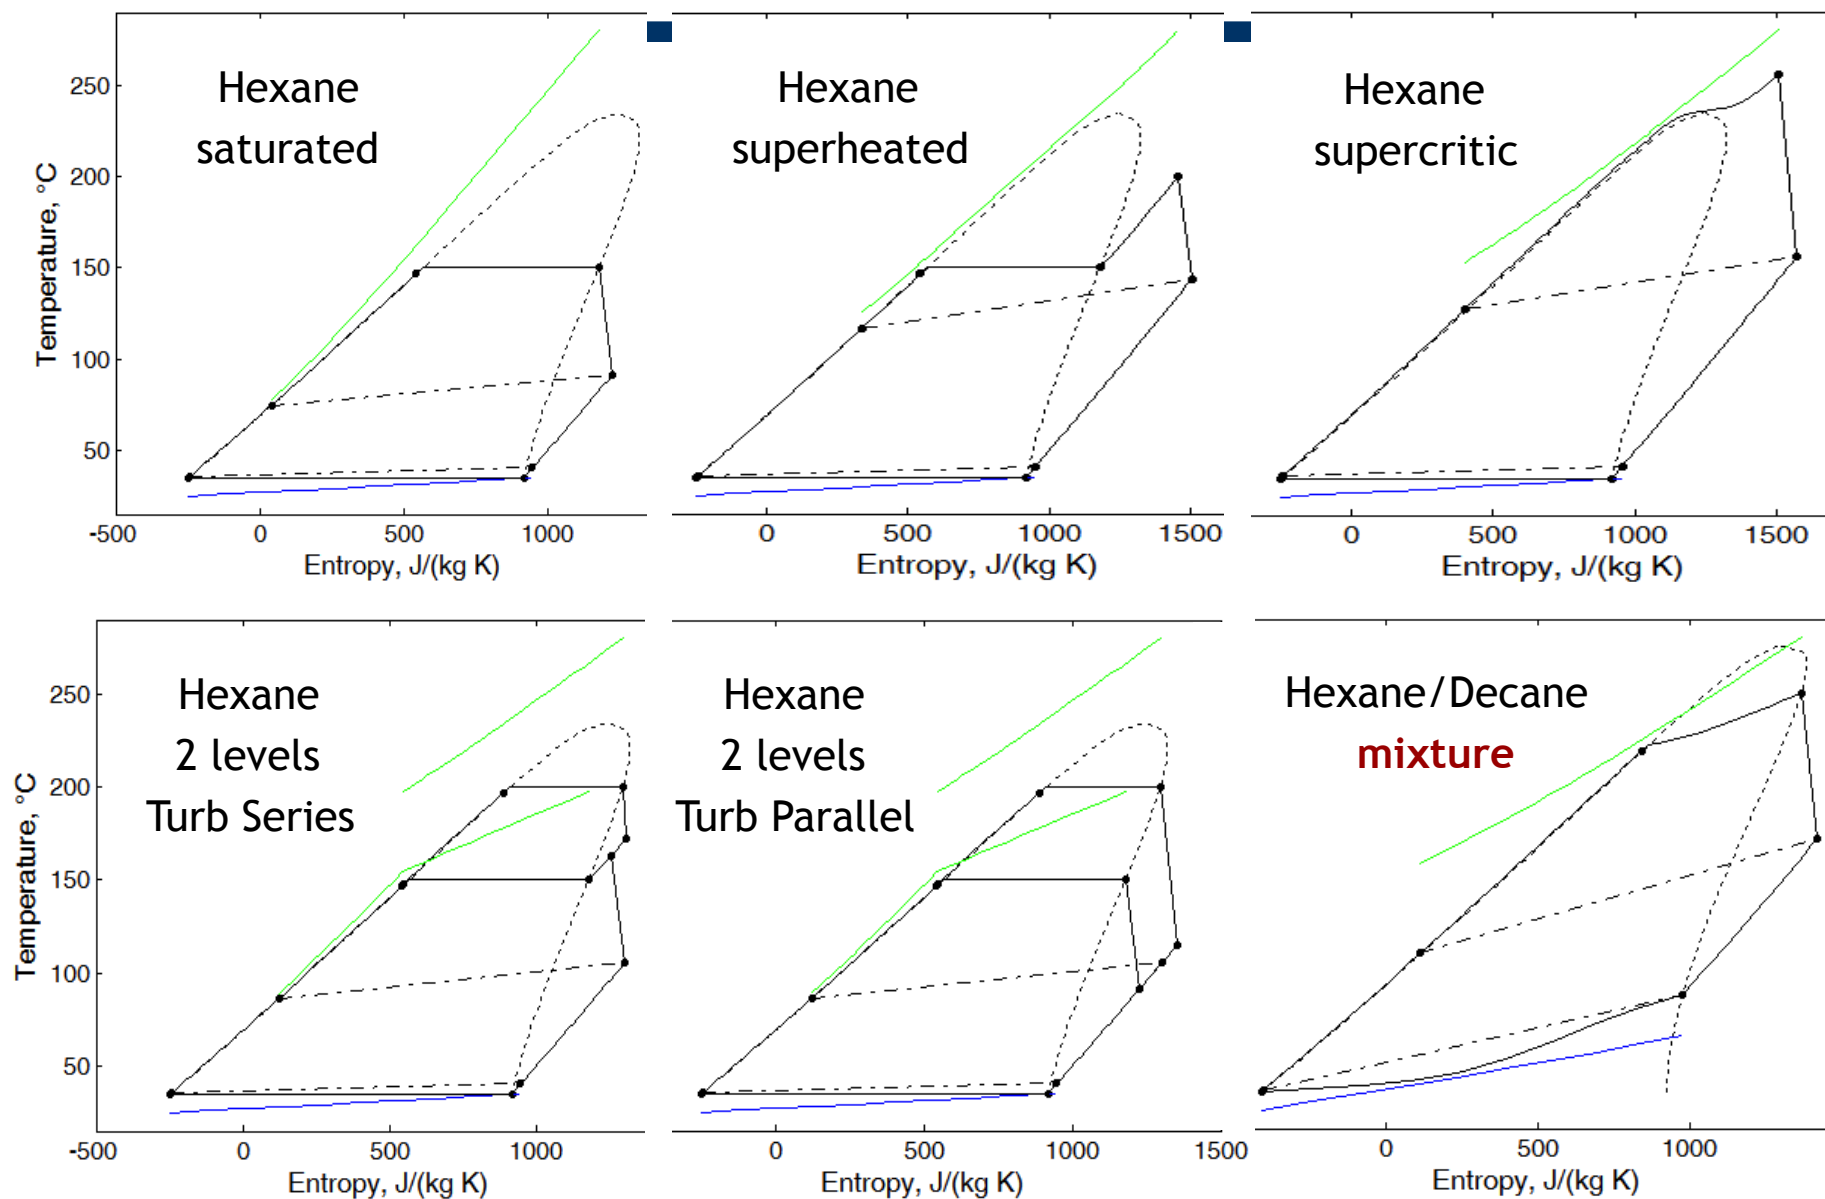 Hexane
saturated
250
200
150
100
50
Temperature, °C
-500
0
500
1000
Entropy, J/(kg K)
Hexane
superheated
0
500
1000
1500
Entropy, J/(kg K)
Hexane
supercritic
0
500
1000
1500
Entropy, J/(kg K)
Hexane
2 levels
Turb Series
250
200
150
100
50
Temperature, °C
-500
0
500
1000
Entropy, J/(kg K)
Hexane
2 levels
Turb Parallel
0
500
1000
1500
Entropy, J/(kg K)
Hexane/Decane
mixture
0
1000
Entropy, J/(kg K)